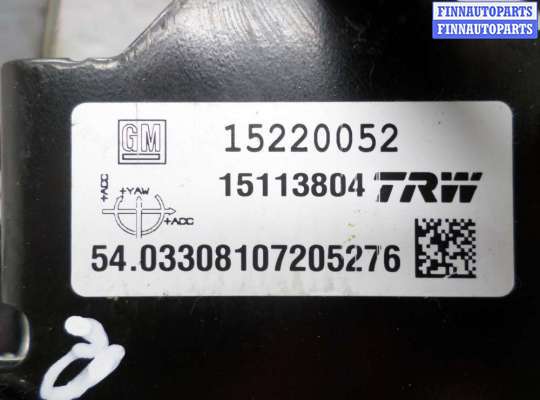 FINNAUTOPARTS
FINNAUTOPARTS
GM
15220052
15113804 TRW
+ACC
+YAW
+ACC
54.03308107205276